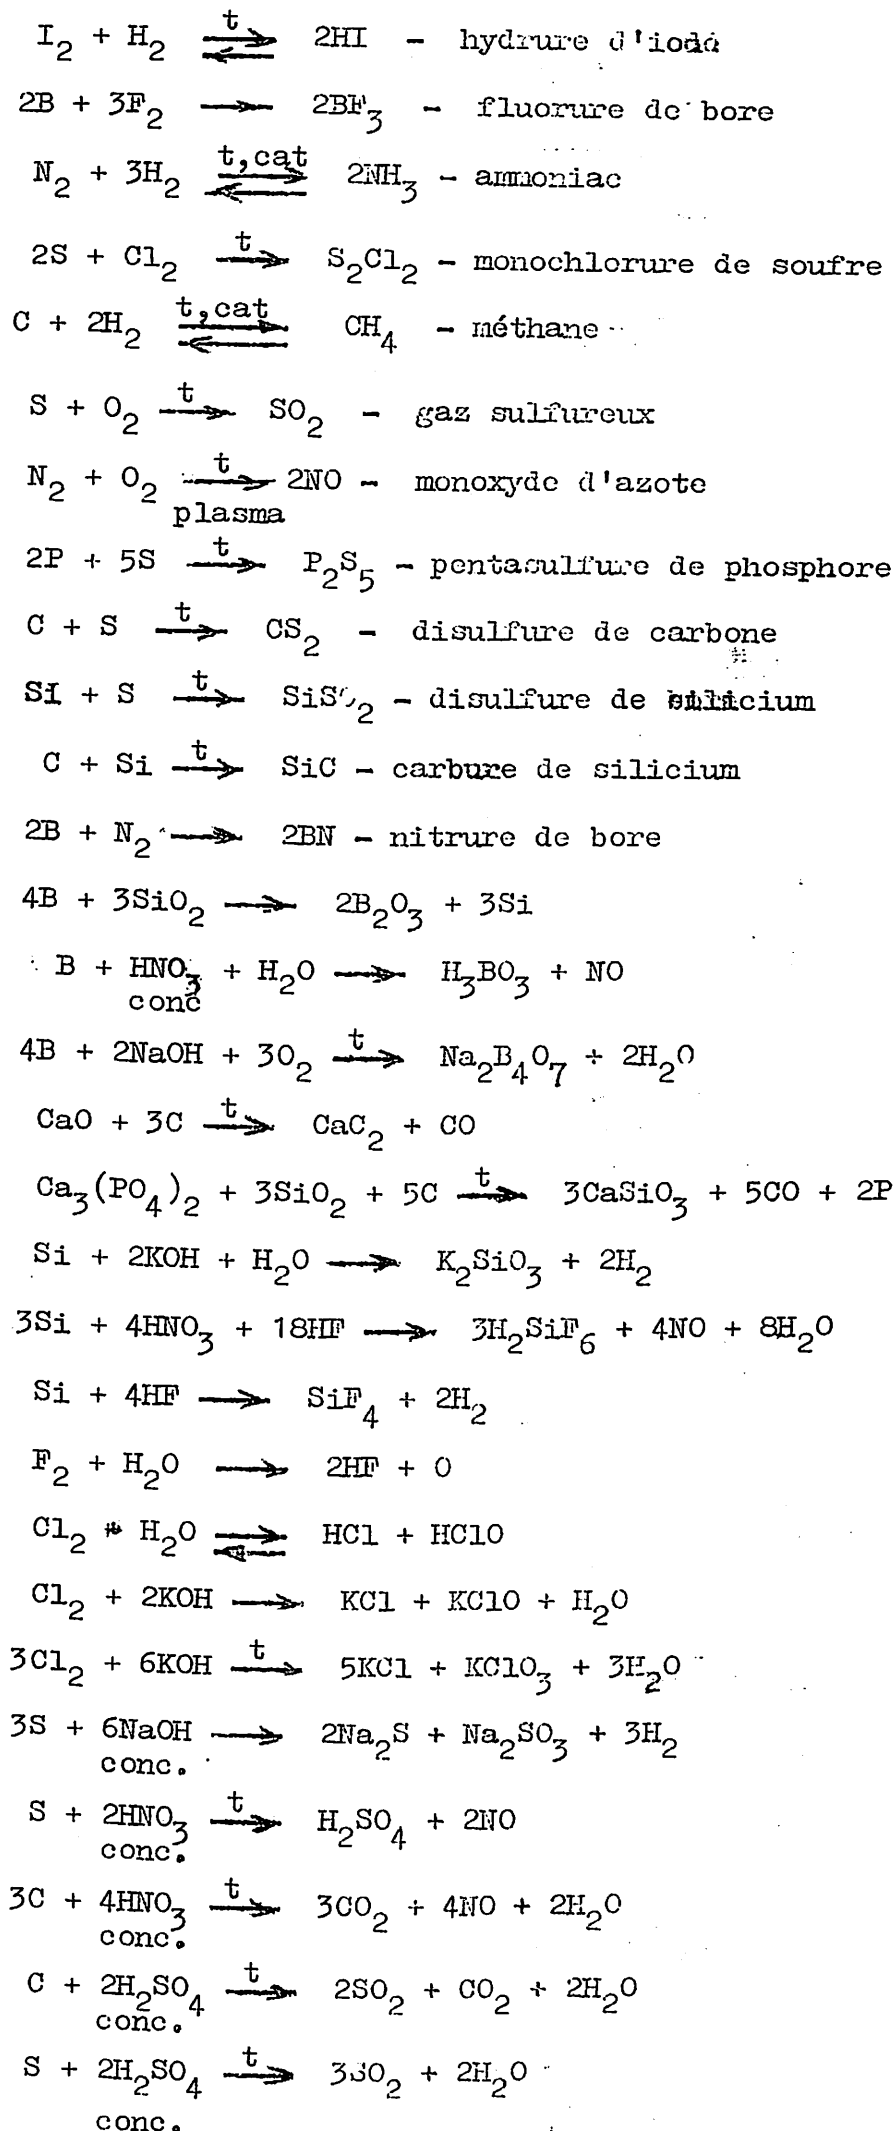 I₂ + H₂ ⇄ᵗ 2HI - hydrure d'iode
2B + 3F₂ ⟶ 2BF₃ - fluorure de bore
N₂ + 3H₂ ⇄ t,cat 2NH₃ - ammoniac
2S + Cl₂ ⟶ t S₂Cl₂ - monochlorure de soufre
C + 2H₂ ⇄ t,cat CH₄ - méthane
S + O₂ ⟶ t SO₂ - gaz sulfureux
N₂ + O₂ ⟶ t 2NO - monoxyde d'azote
plasma
2P + 5S ⟶ t P₂S₅ - pentasulfure de phosphore
C + S ⟶ t CS₂ - disulfure de carbone
Si + S ⟶ t SiS₂ - disulfure de silicium
C + Si ⟶ t SiC - carbure de silicium
2B + N₂ ⟶ 2BN - nitrure de bore
4B + 3SiO₂ ⟶ 2B₂O₃ + 3Si
B + HNO₃ + H₂O ⟶ H₃BO₃ + NO
conc
4B + 2NaOH + 3O₂ ⟶ t Na₂B₄O₇ + 2H₂O
CaO + 3C ⟶ t CaC₂ + CO
Ca₃(PO₄)₂ + 3SiO₂ + 5C ⟶ t 3CaSiO₃ + 5CO + 2P
Si + 2KOH + H₂O ⟶ K₂SiO₃ + 2H₂
3Si + 4HNO₃ + 18HF ⟶ 3H₂SiF₆ + 4NO + 8H₂O
Si + 4HF ⟶ SiF₄ + 2H₂
F₂ + H₂O ⟶ 2HF + O
Cl₂ + H₂O ⇄ HCl + HClO
Cl₂ + 2KOH ⟶ KCl + KClO + H₂O
3Cl₂ + 6KOH ⟶ t 5KCl + KClO₃ + 3H₂O
3S + 6NaOH ⟶ 2Na₂S + Na₂SO₃ + 3H₂
conc.
S + 2HNO₃ ⟶ t H₂SO₄ + 2NO
conc.
3C + 4HNO₃ ⟶ t 3CO₂ + 4NO + 2H₂O
conc.
C + 2H₂SO₄ ⟶ t 2SO₂ + CO₂ + 2H₂O
conc.
S + 2H₂SO₄ ⟶ t 3SO₂ + 2H₂O
conc.